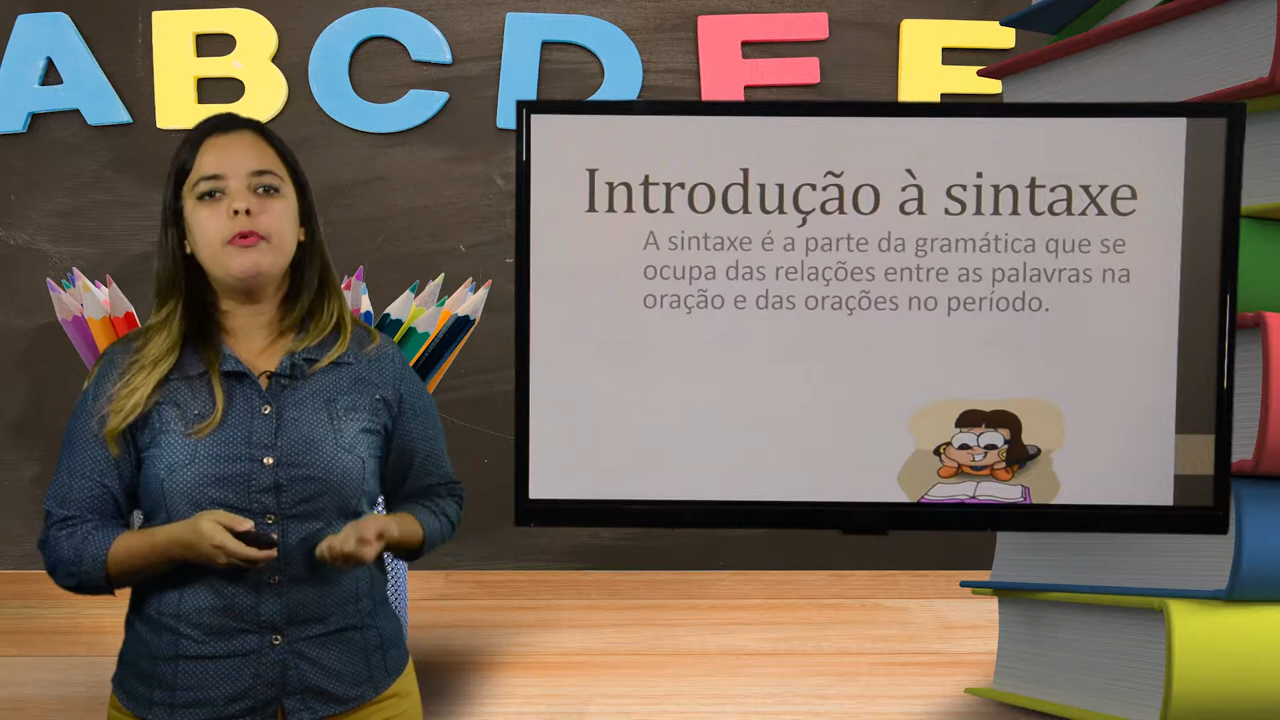 A B C D E E
Introdução à sintaxe
A sintaxe é a parte da gramática que se
ocupa das relações entre as palavras na
oração e das orações no período.